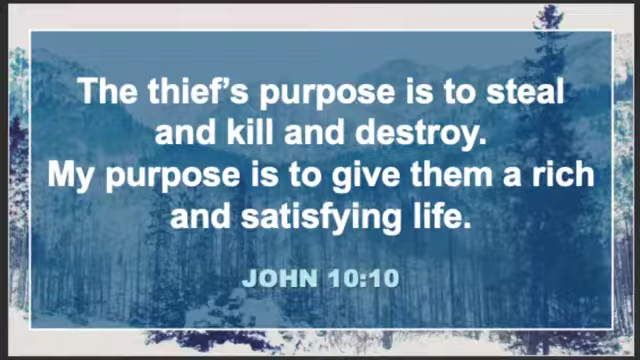 The thief’s purpose is to steal
and kill and destroy.
My purpose is to give them a rich
and satisfying life.
JOHN 10:10